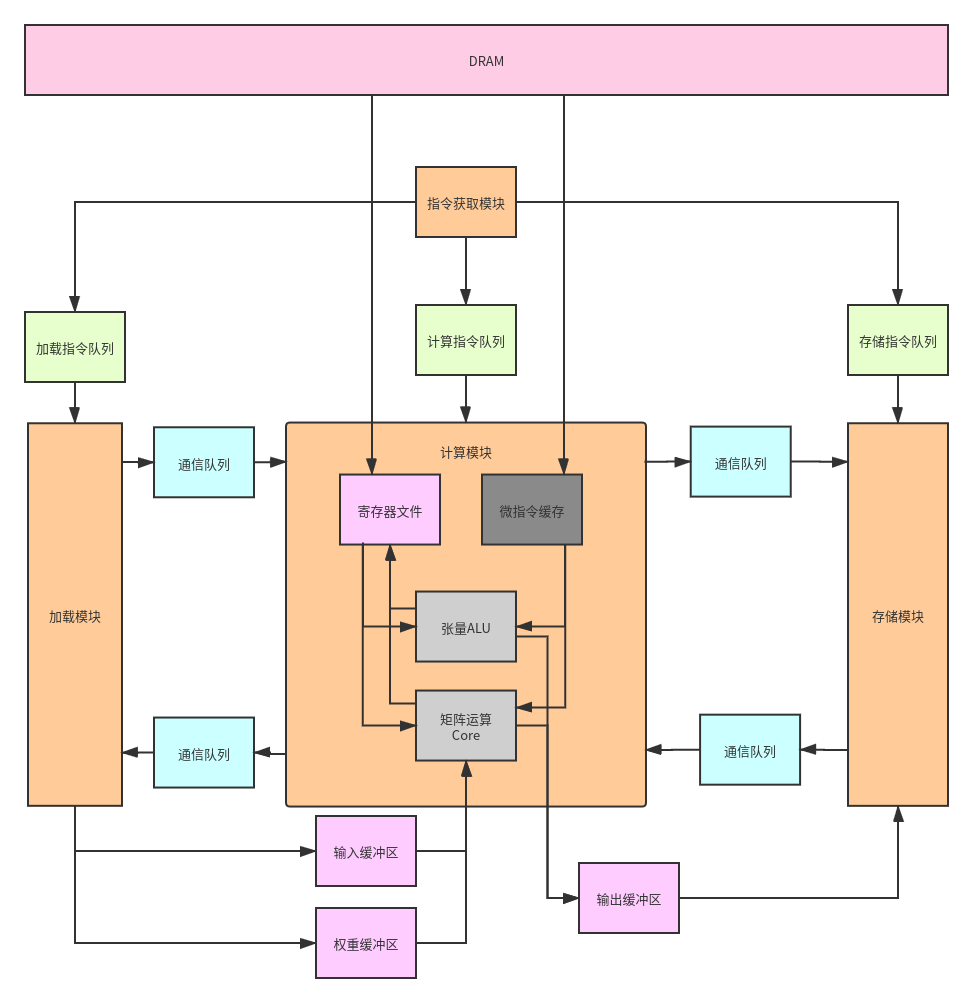 DRAM
指令获取模块
加载指令队列
计算指令队列
存储指令队列
通信队列
计算模块
通信队列
寄存器文件
微指令缓存
加载模块
张量ALU
存储模块
矩阵运算
Core
通信队列
通信队列
输入缓冲区
输出缓冲区
权重缓冲区